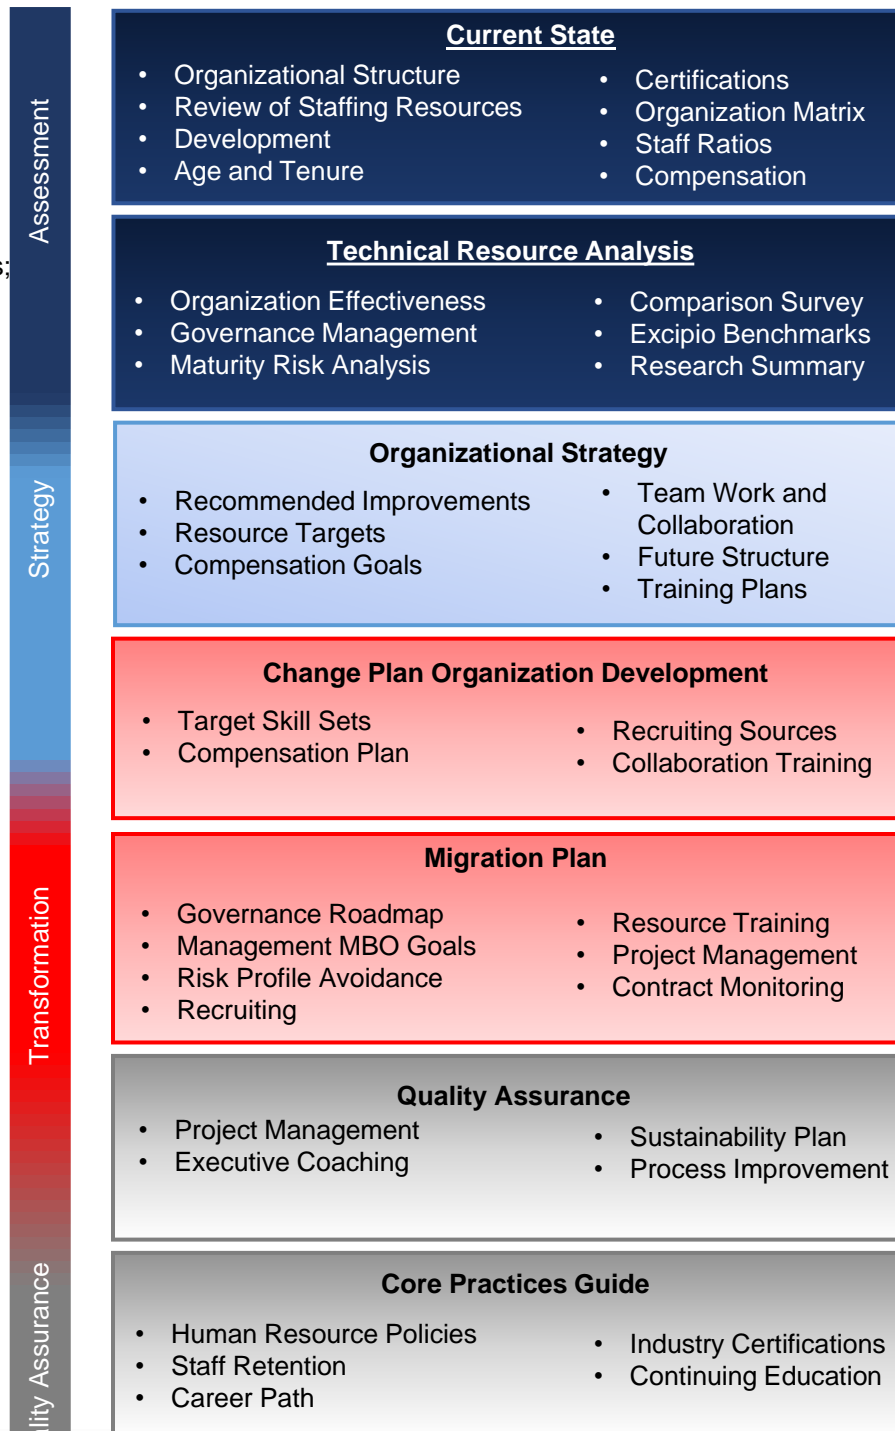 Assessment
Current State
• Organizational Structure
• Review of Staffing Resources
• Development
• Age and Tenure
• Certifications
• Organization Matrix
• Staff Ratios
• Compensation
Technical Resource Analysis
• Organization Effectiveness
• Governance Management
• Maturity Risk Analysis
• Comparison Survey
• Excipio Benchmarks
• Research Summary
Strategy
Organizational Strategy
• Recommended Improvements
• Resource Targets
• Compensation Goals
• Team Work and
Collaboration
• Future Structure
• Training Plans
Change Plan Organization Development
• Target Skill Sets
• Compensation Plan
• Recruiting Sources
• Collaboration Training
Transformation
Migration Plan
• Governance Roadmap
• Management MBO Goals
• Risk Profile Avoidance
• Recruiting
• Resource Training
• Project Management
• Contract Monitoring
Quality Assurance
• Project Management
• Executive Coaching
• Sustainability Plan
• Process Improvement
Assurance
Core Practices Guide
• Human Resource Policies
• Staff Retention
• Career Path
• Industry Certifications
• Continuing Education